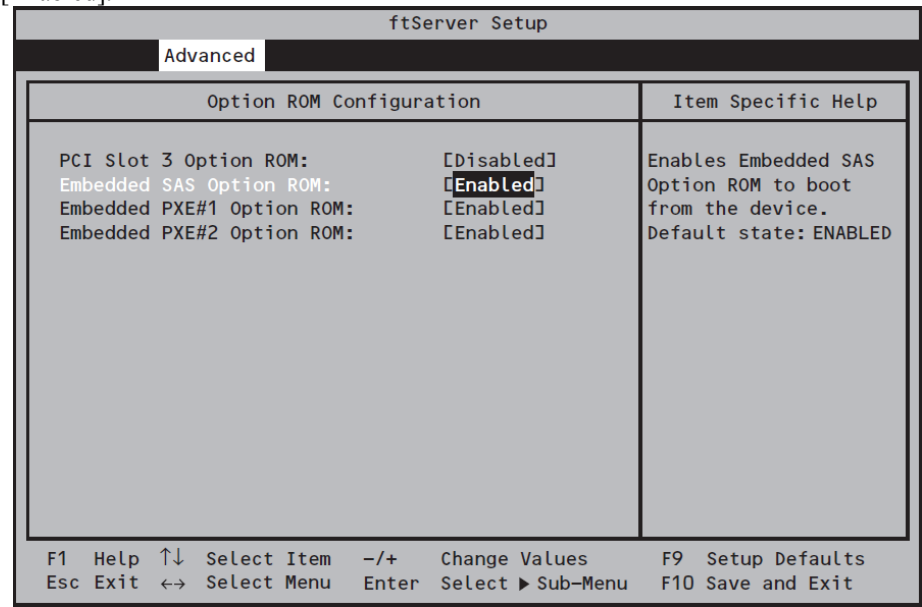 ftServer Setup
Advanced
Option ROM Configuration
Item Specific Help
PCI Slot 3 Option ROM: [Disabled]
Embedded SAS Option ROM: [Enabled]
Embedded PXE#1 Option ROM: [Enabled]
Embedded PXE#2 Option ROM: [Enabled]
Enables Embedded SAS
Option ROM to boot
from the device.
Default state: ENABLED
F1 Help ↑↓ Select Item -/+ Change Values F9 Setup Defaults
Esc Exit ↔ Select Menu Enter Select ▶ Sub-Menu F10 Save and Exit